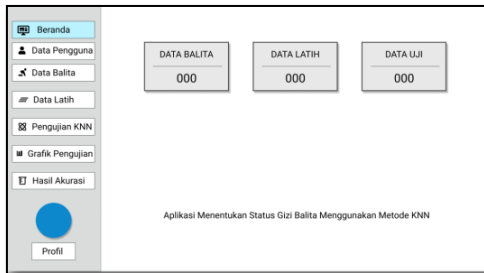 Beranda
Data Pengguna
Data Balita
Data Latih
Pengujian KNN
Grafik Pengujian
Hasil Akurasi
Profil
DATA BALITA
000
DATA LATIH
000
DATA UJI
000
Aplikasi Menentukan Status Gizi Balita Menggunakan Metode KNN